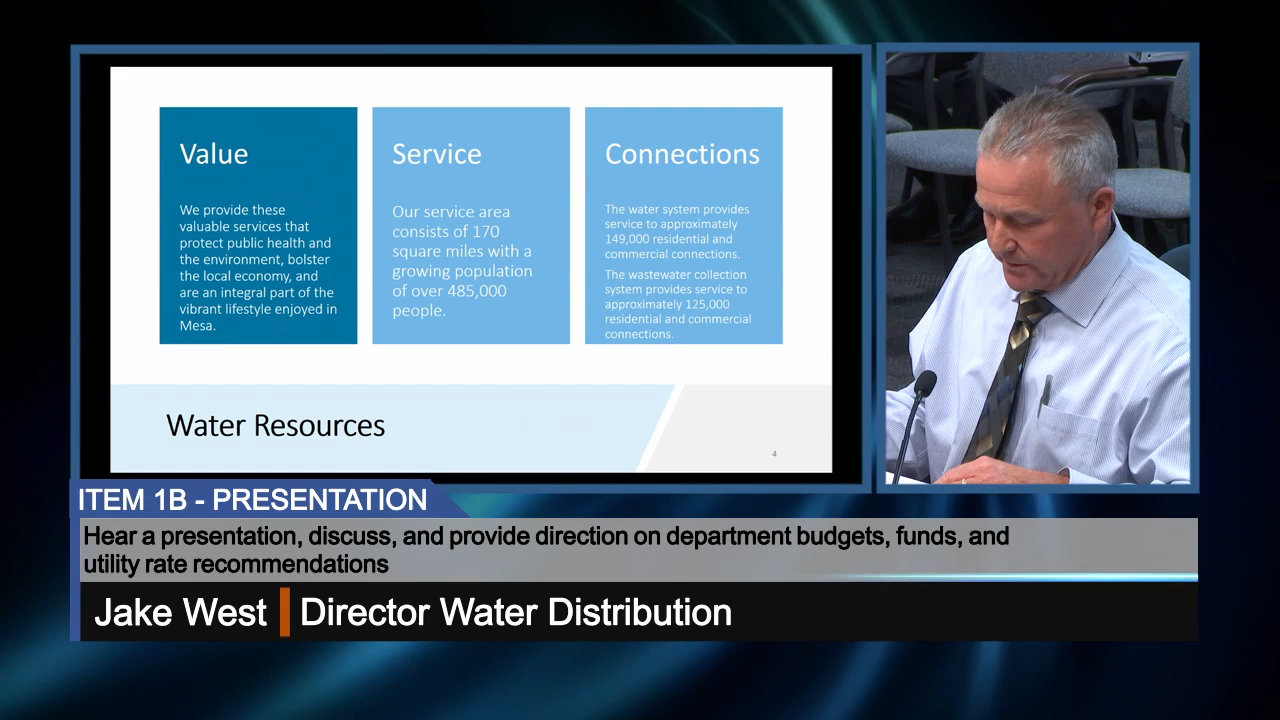 Value
We provide these
valuable services that
protect public health and
the environment, bolster
the local economy, and
are an integral part of the
vibrant lifestyle enjoyed in
Mesa.
Service
Our service area
consists of 170
square miles with a
growing population
of over 485,000
people.
Connections
The water system provides
service to approximately
149,000 residential and
commercial connections.
The wastewater collection
system provides service to
approximately 125,000
residential and commercial
connections.
Water Resources
4
ITEM 1B - PRESENTATION
Hear a presentation, discuss, and provide direction on department budgets, funds, and
utility rate recommendations
Jake West Director Water Distribution